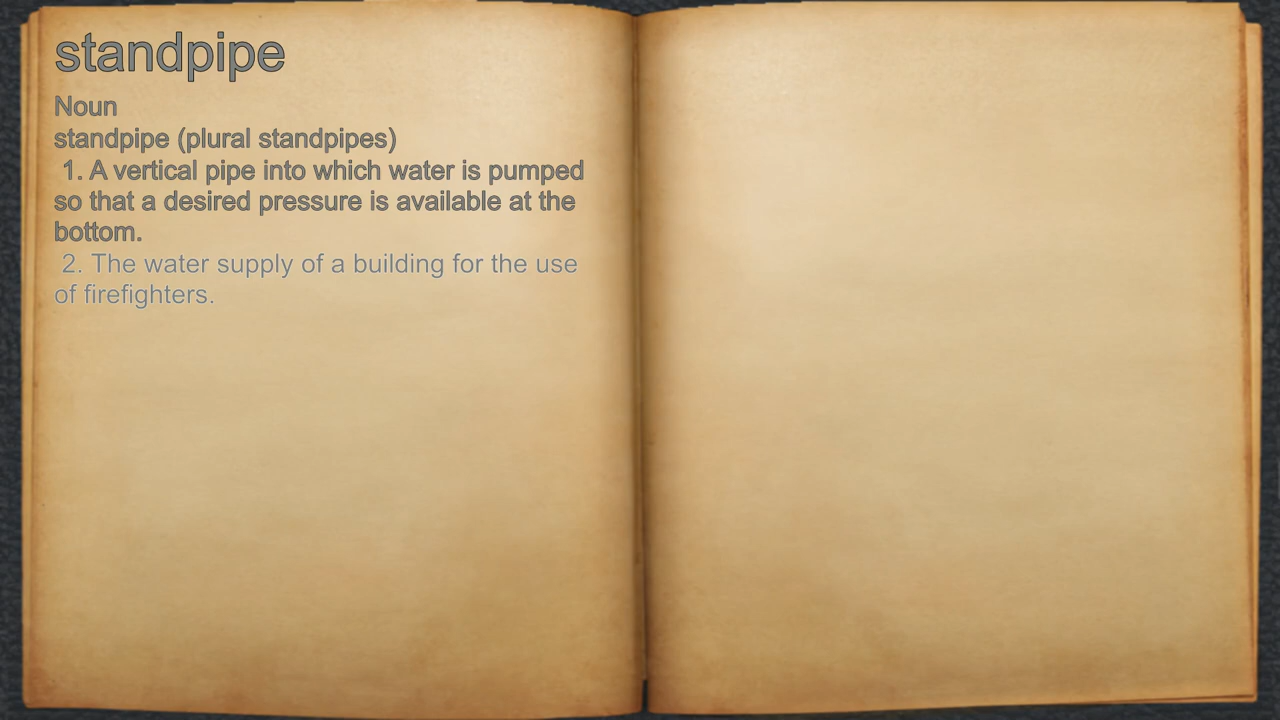 standpipe
Noun
standpipe (plural standpipes)
1. A vertical pipe into which water is pumped
so that a desired pressure is available at the
bottom.
2. The water supply of a building for the use
of firefighters.